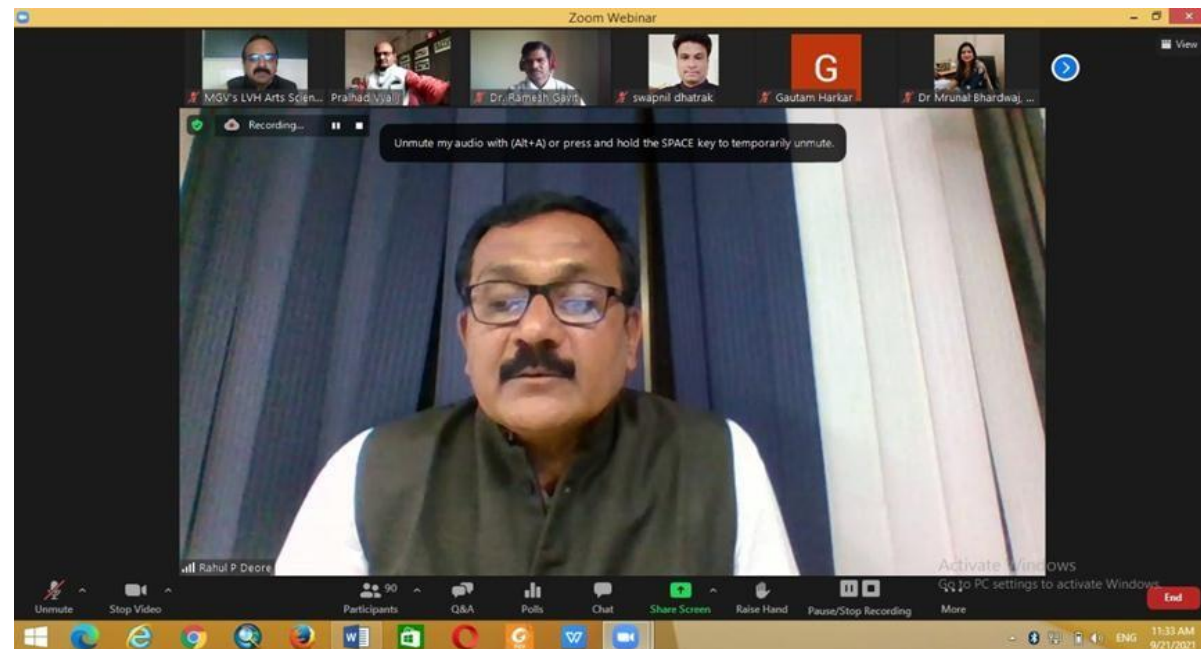 Zoom Webinar
View
MGV's LVH Arts Scien...
Pralhad Vyalij
Dr. Ramesh Gavit
swapnil dhatrak
G
Gautam Harkar
Dr Mrunal Bhardwaj, ...
Recording...
Unmute my audio with (Alt+A) or press and hold the SPACE key to temporarily unmute.
Rahul P Deore
Activate Windows
Go to PC settings to activate Windows.
Unmute
Stop Video
90
Participants
Q&A
Polls
Chat
Share Screen
Raise Hand
Pause/Stop Recording
More
End
ENG
11:33 AM
9/21/2021